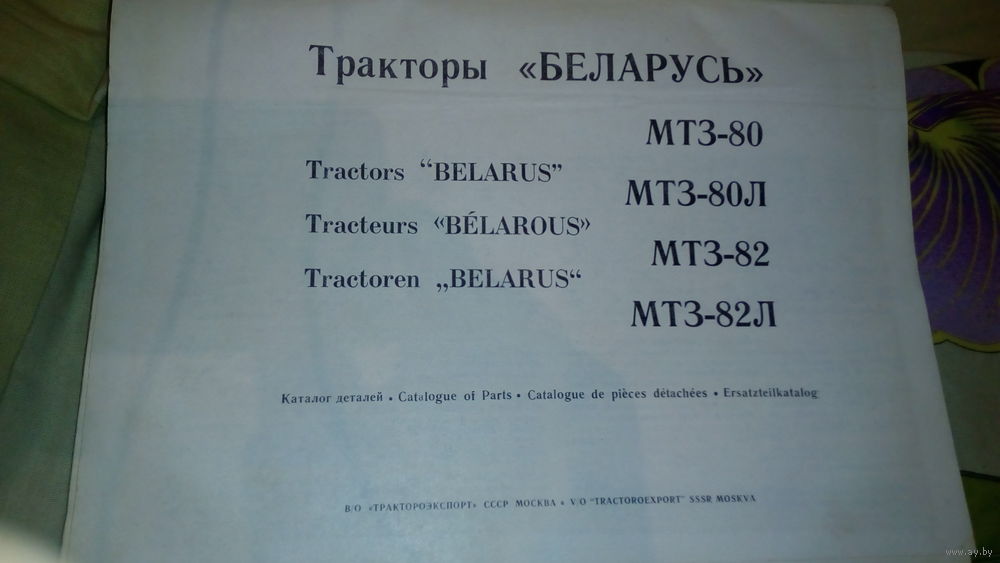 Тракторы «БЕЛАРУСЬ»
МТЗ-80
Tractors “BELARUS”
МТЗ-80Л
Tracteurs «BÉLAROUS»
МТЗ-82
Tractoren „BELARUS“
МТЗ-82Л
Каталог деталей • Catalogue of Parts • Catalogue de pièces détachées • Ersatzteilkatalog
В/О «ТРАКТОРОЭКСПОРТ» СССР МОСКВА • V/O "TRACTOROEXPORT" SSSR MOSKVA
www.ay.by